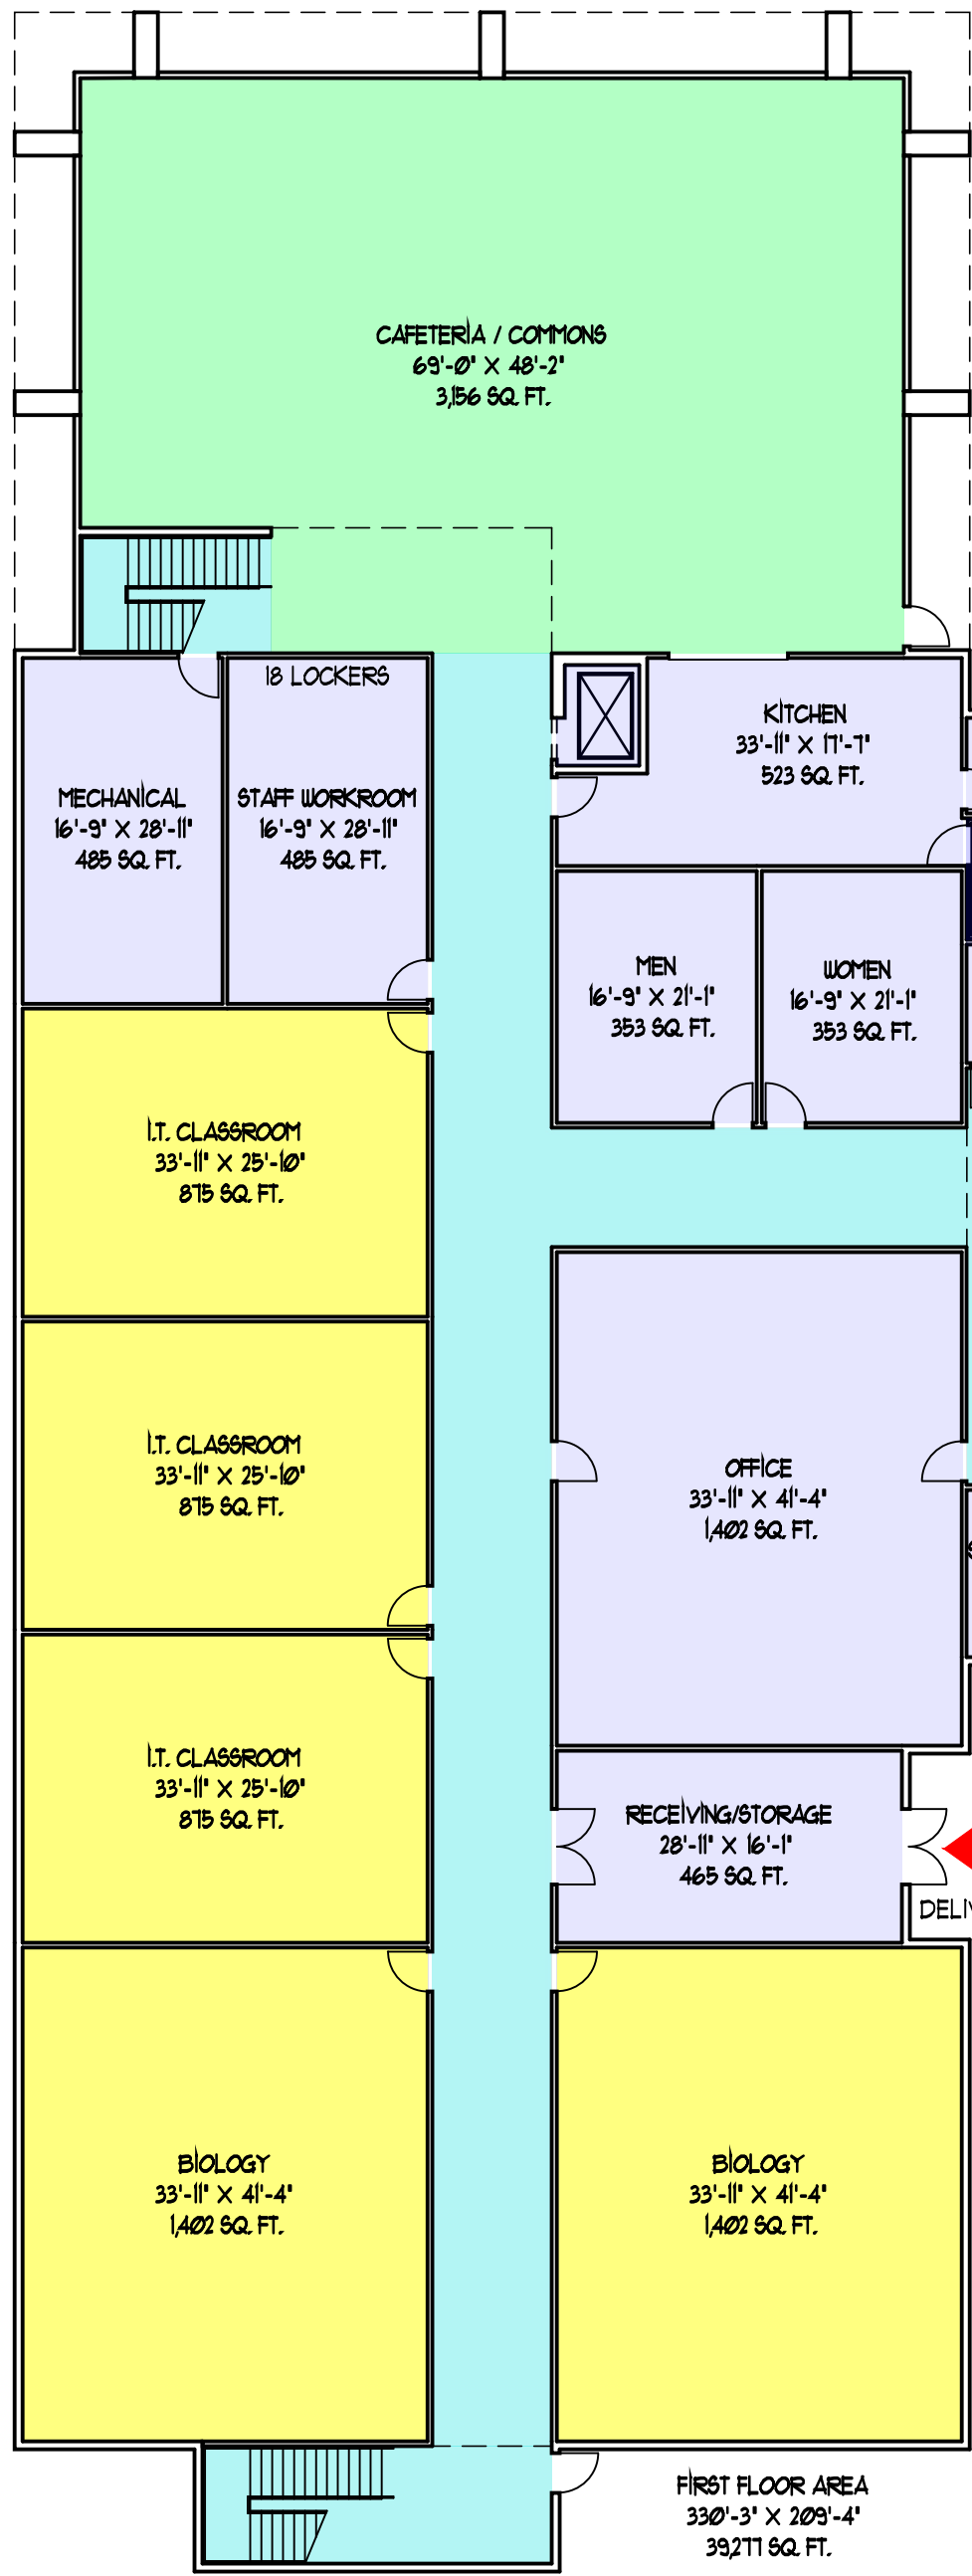 CAFETERIA / COMMONS
69'-0" X 48'-2"
3,156 SQ. FT.
18 LOCKERS
MECHANICAL
16'-9" X 28'-11"
485 SQ. FT.
STAFF WORKROOM
16'-9" X 28'-11"
485 SQ. FT.
KITCHEN
33'-11" X 17'-7"
523 SQ. FT.
MEN
16'-9" X 21'-1"
353 SQ. FT.
WOMEN
16'-9" X 21'-1"
353 SQ. FT.
I.T. CLASSROOM
33'-11" X 25'-10"
875 SQ. FT.
I.T. CLASSROOM
33'-11" X 25'-10"
875 SQ. FT.
OFFICE
33'-11" X 41'-4"
1,402 SQ. FT.
I.T. CLASSROOM
33'-11" X 25'-10"
875 SQ. FT.
RECEIVING/STORAGE
28'-11" X 16'-1"
465 SQ. FT.
DELIV
BIOLOGY
33'-11" X 41'-4"
1,402 SQ. FT.
BIOLOGY
33'-11" X 41'-4"
1,402 SQ. FT.
FIRST FLOOR AREA
330'-3" X 209'-4"
39,277 SQ. FT.